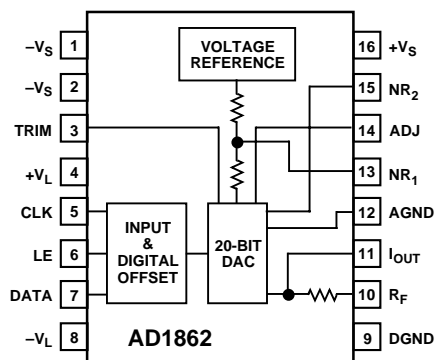 –VS 1
–VS 2
TRIM 3
+VL 4
CLK 5
LE 6
DATA 7
–VL 8
VOLTAGE
REFERENCE
INPUT
&
DIGITAL
OFFSET
20-BIT
DAC
AD1862
16 +VS
15 NR2
14 ADJ
13 NR1
12 AGND
11 IOUT
10 RF
9 DGND